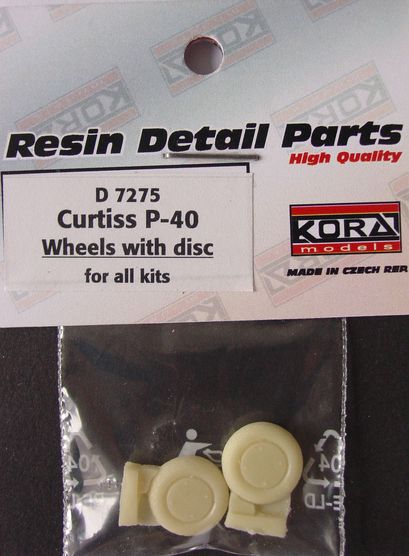 Resin Detail Parts
High Quality
D 7275
Curtiss P-40
Wheels with disc
for all kits
KORA
models
MADE IN CZECH REP